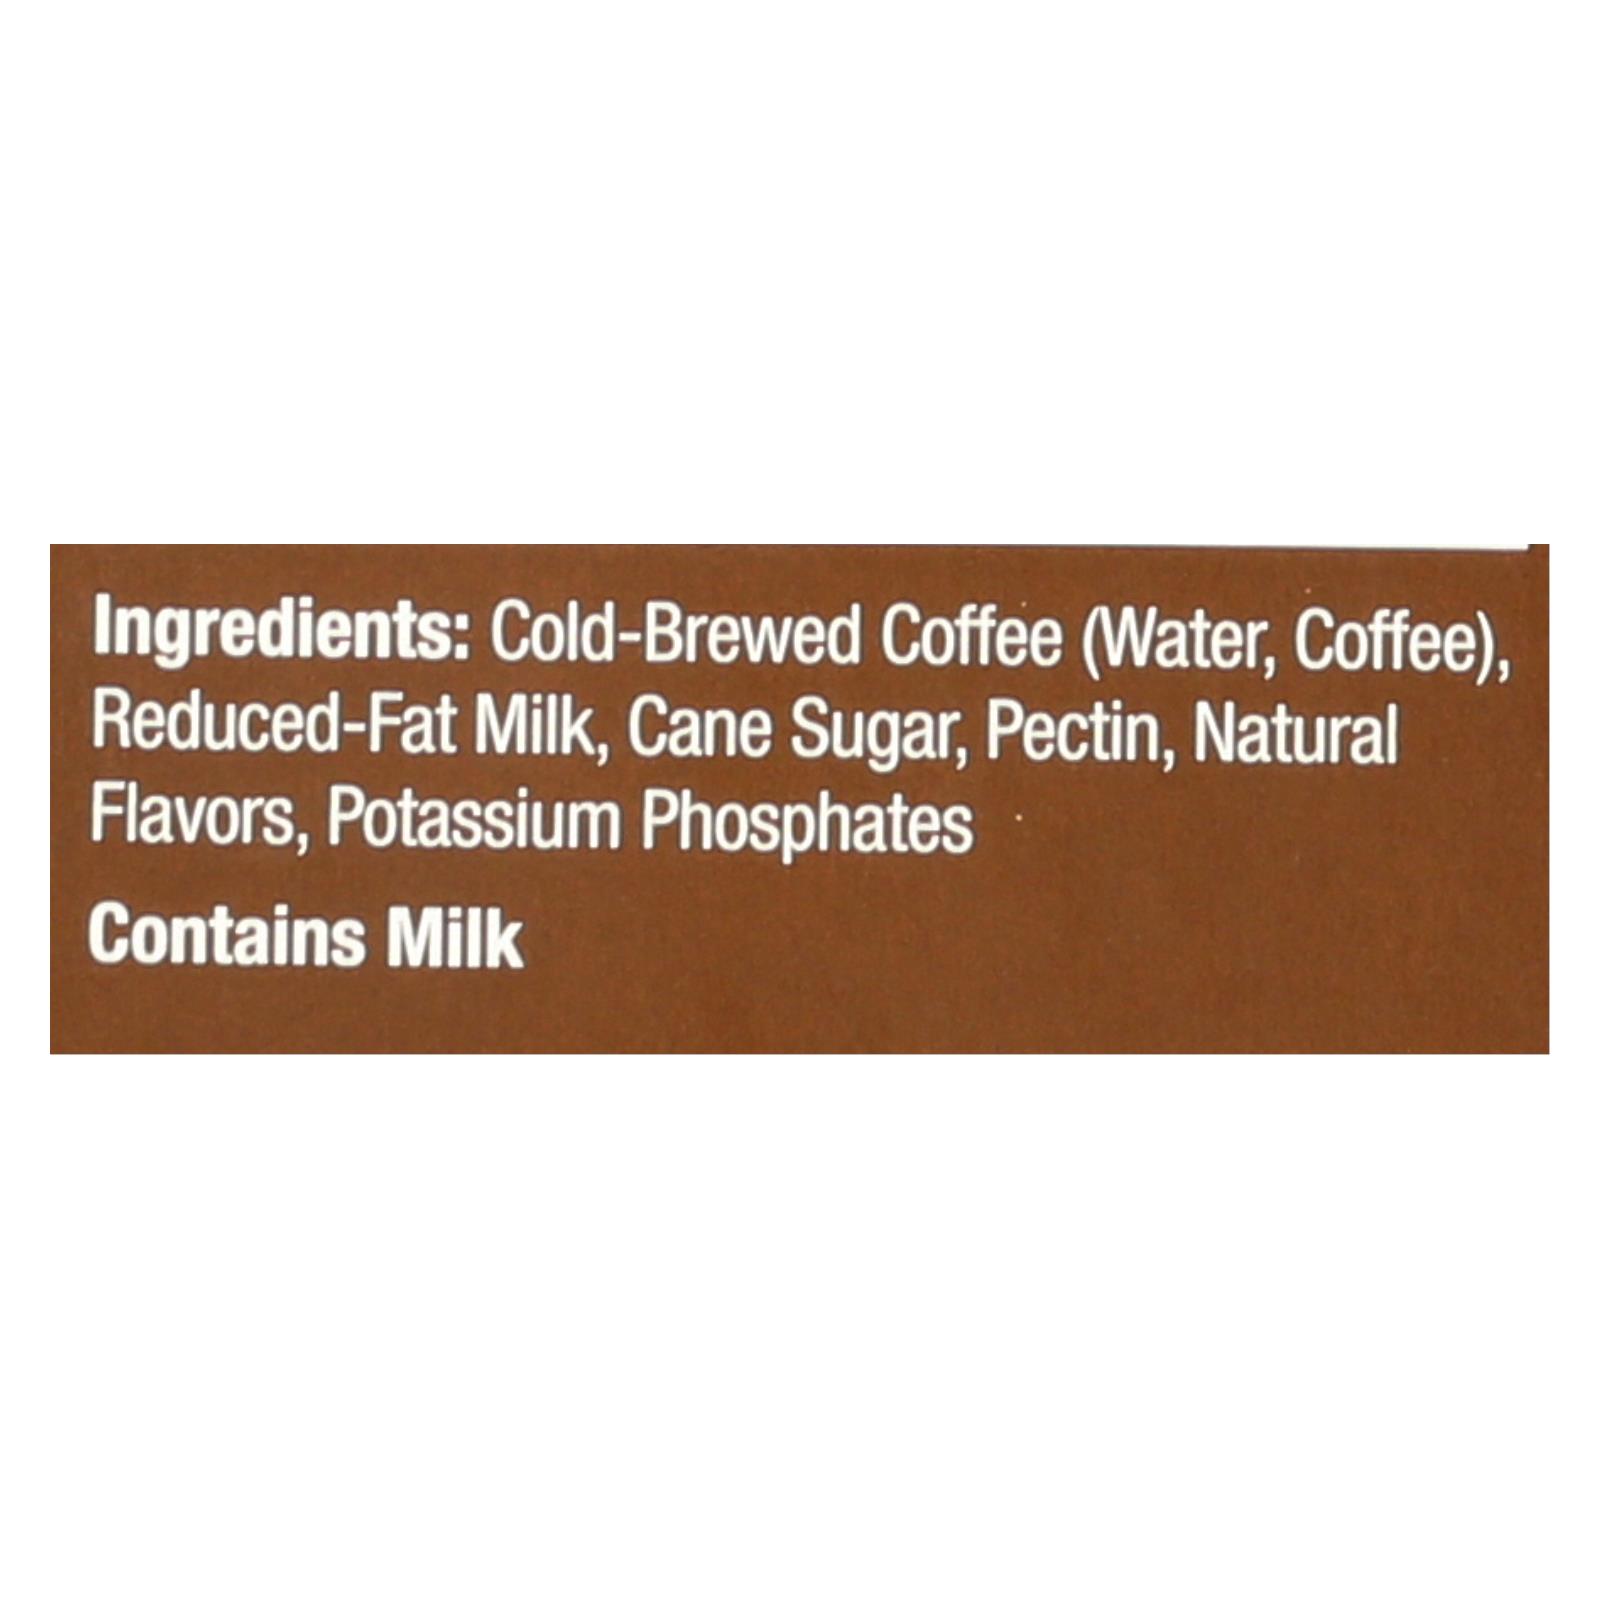 Ingredients: Cold-Brewed Coffee (Water, Coffee),
Reduced-Fat Milk, Cane Sugar, Pectin, Natural
Flavors, Potassium Phosphates
Contains Milk